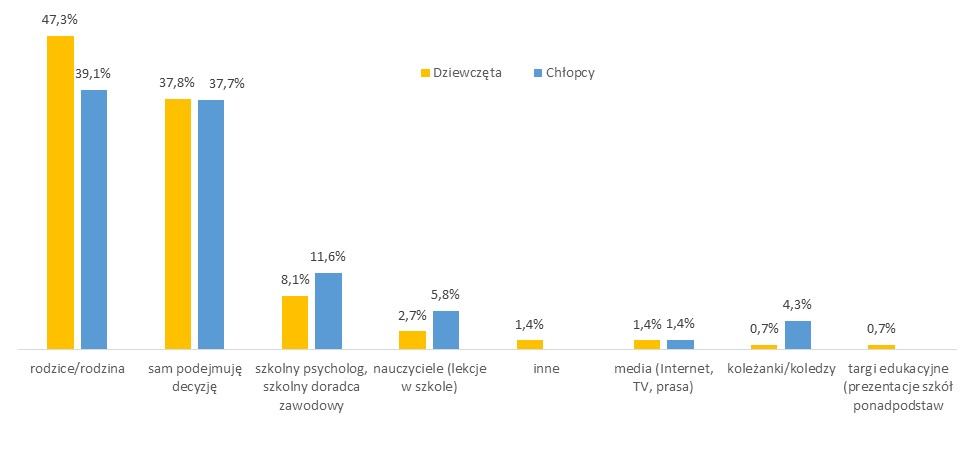 47,3%
39,1%
37,8%
37,7%
8,1%
11,6%
2,7%
5,8%
1,4%
1,4%
1,4%
0,7%
4,3%
0,7%
Dziewczęta
Chłopcy
rodzice/rodzina
sam podejmuję
decyzję
szkolny psycholog,
szkolny doradca
zawodowy
nauczyciele (lekcje
w szkole)
inne
media (Internet,
TV, prasa)
koleżanki/koledzy
targi edukacyjne
(prezentacje szkół
ponadpodstaw